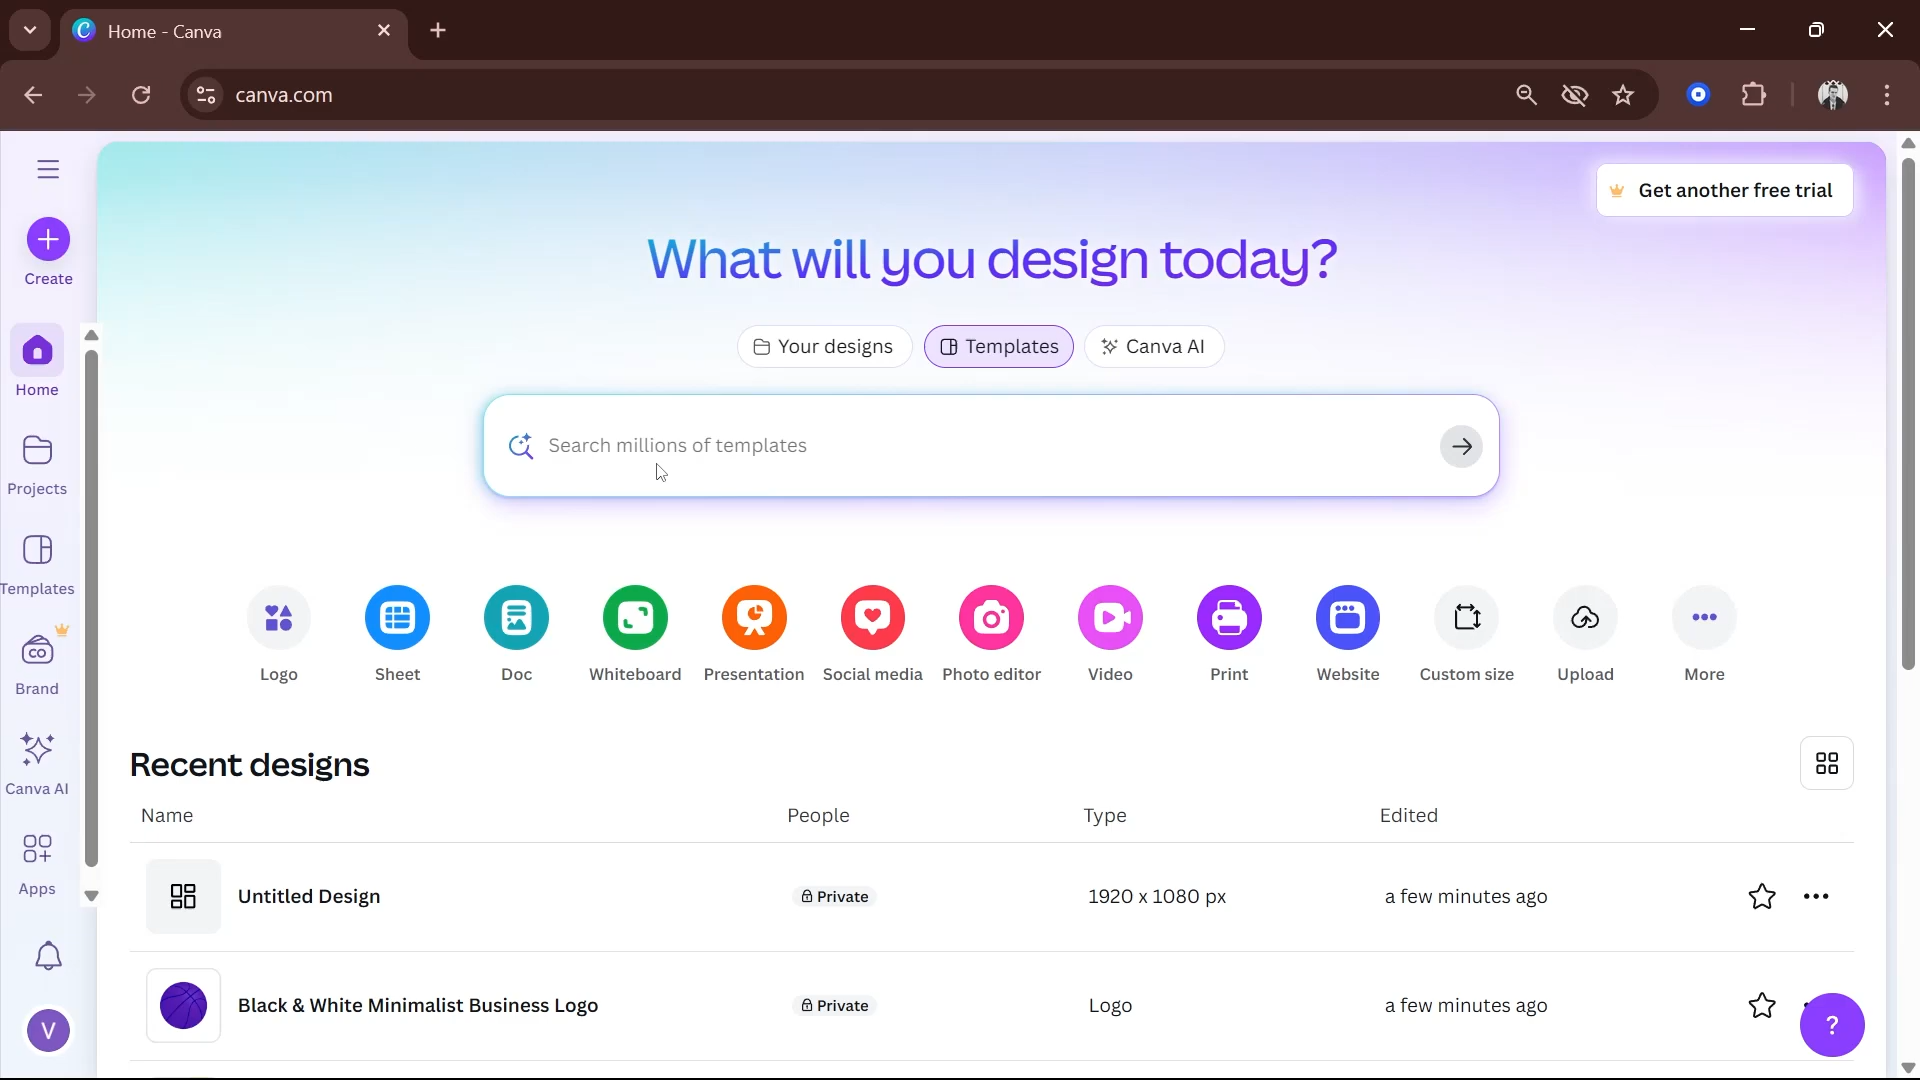 Home - Canva
canva.com
Get another free trial
What will you design today?
Create
Your designs
Templates
Canva AI
Home
Search millions of templates
Projects
Templates
Logo
Sheet
Doc
Whiteboard
Presentation
Social media
Photo editor
Video
Print
Website
Custom size
Upload
More
CO
Brand
Recent designs
Canva AI
Name
People
Type
Edited
Apps
Untitled Design
Private
1920 x 1080 px
a few minutes ago
Black & White Minimalist Business Logo
Private
Logo
a few minutes ago
V
?